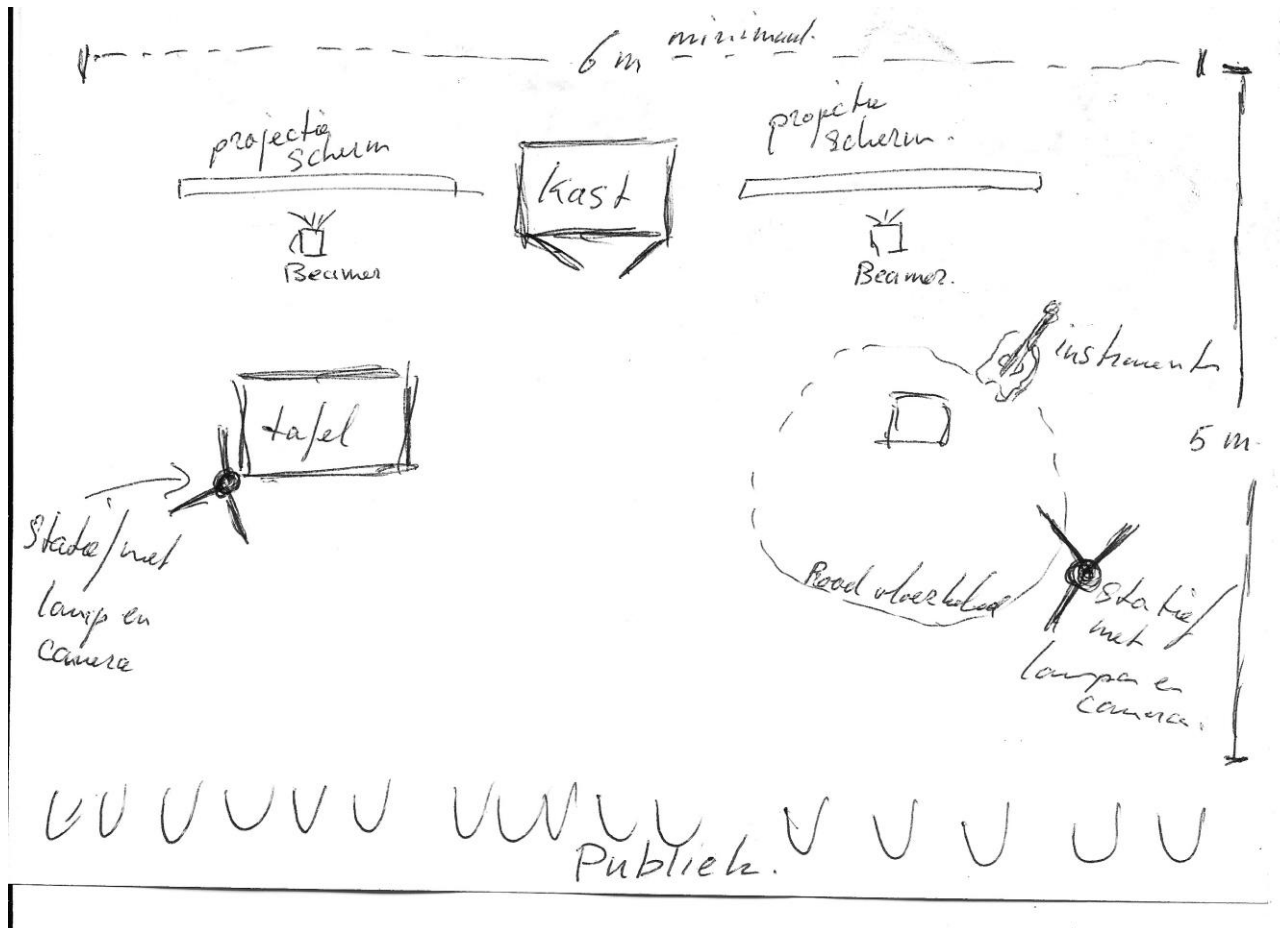 6 m minimaal.
projectie
scherm
projectie
scherm.
Kast
Beamer
Beamer.
instrumenten
tafel
5 m
Statief met
lamp en
camera
Rood vloerkleed
statief
met
lampen en
camera.
Publiek.